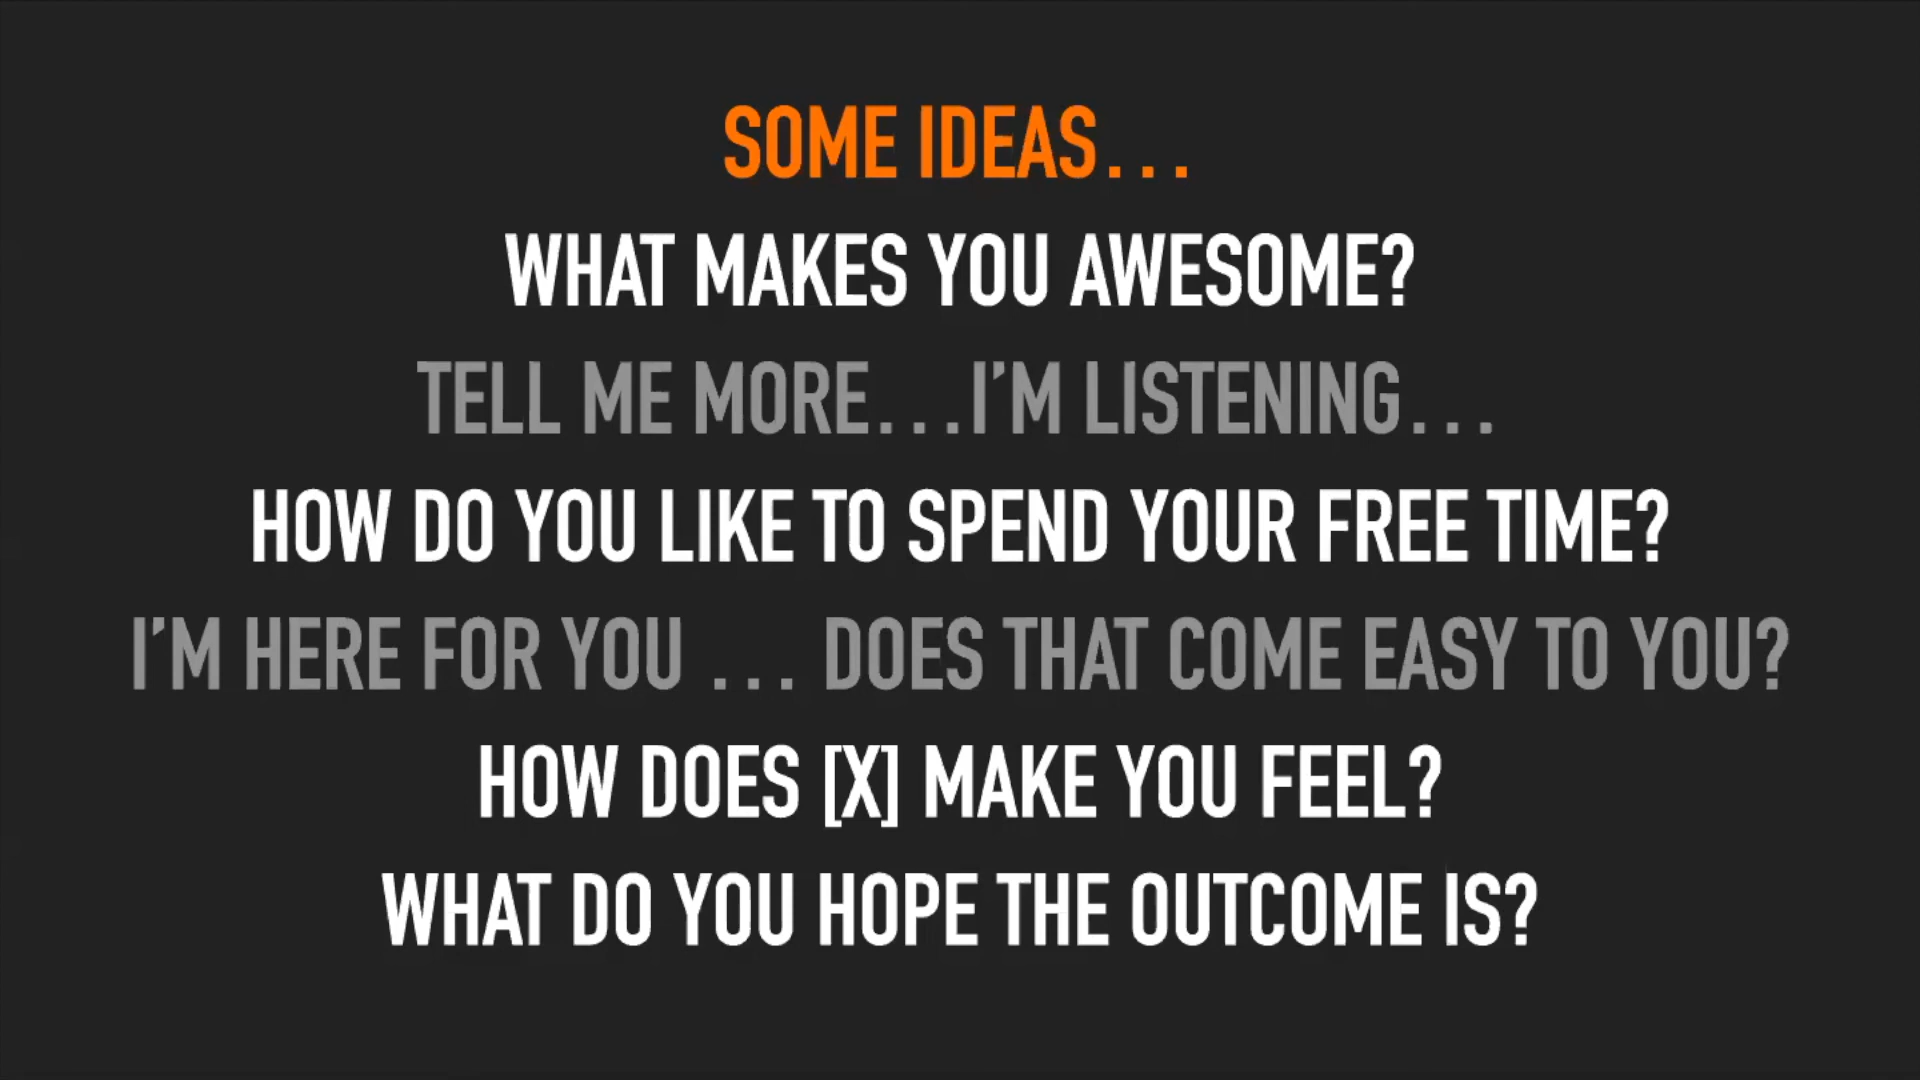 SOME IDEAS...
WHAT MAKES YOU AWESOME?
TELL ME MORE...I’M LISTENING...
HOW DO YOU LIKE TO SPEND YOUR FREE TIME?
I’M HERE FOR YOU ... DOES THAT COME EASY TO YOU?
HOW DOES [X] MAKE YOU FEEL?
WHAT DO YOU HOPE THE OUTCOME IS?